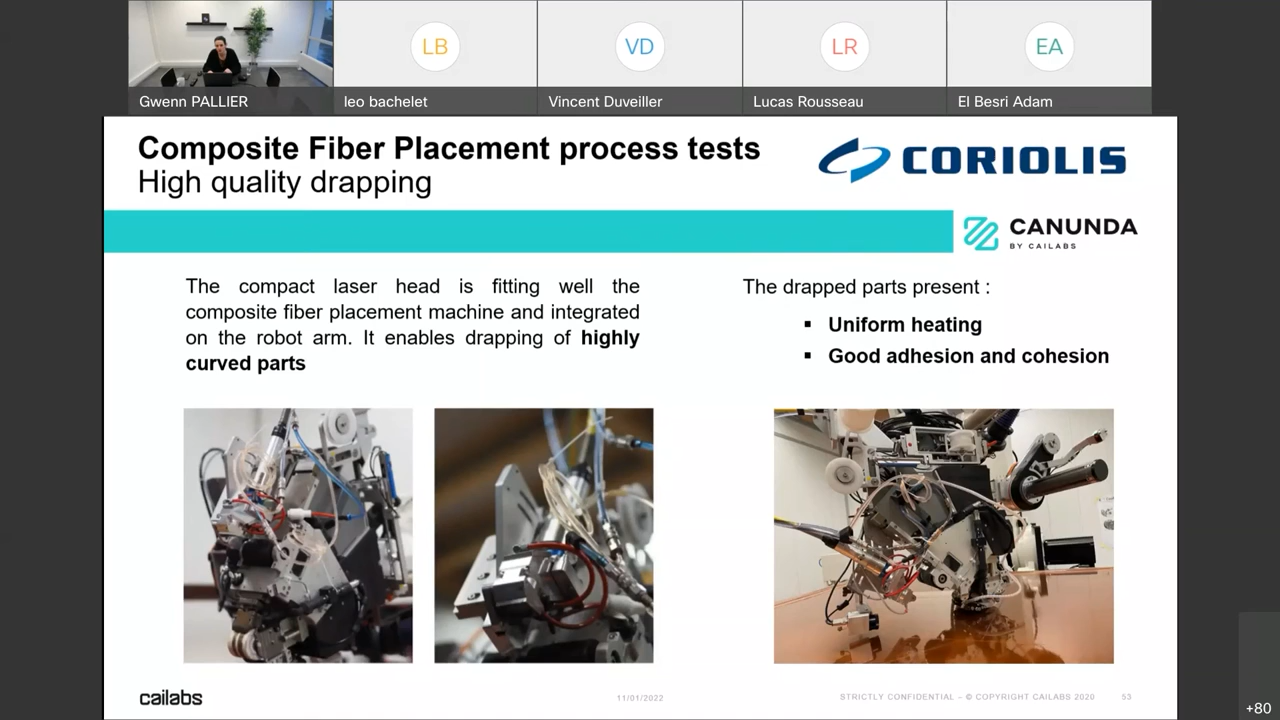 LB
VD
LR
EA
Gwenn PALLIER
leo bachelet
Vincent Duveiller
Lucas Rousseau
El Besri Adam
Composite Fiber Placement process tests
High quality drapping
CORIOLIS
CANUNDA
BY CAILABS
The compact laser head is fitting well the
composite fiber placement machine and integrated
on the robot arm. It enables drapping of highly
curved parts
The drapped parts present :
▪ Uniform heating
▪ Good adhesion and cohesion
cailabs
11/01/2022
STRICTLY CONFIDENTIAL – © COPYRIGHT CAILABS 2020
53
+80